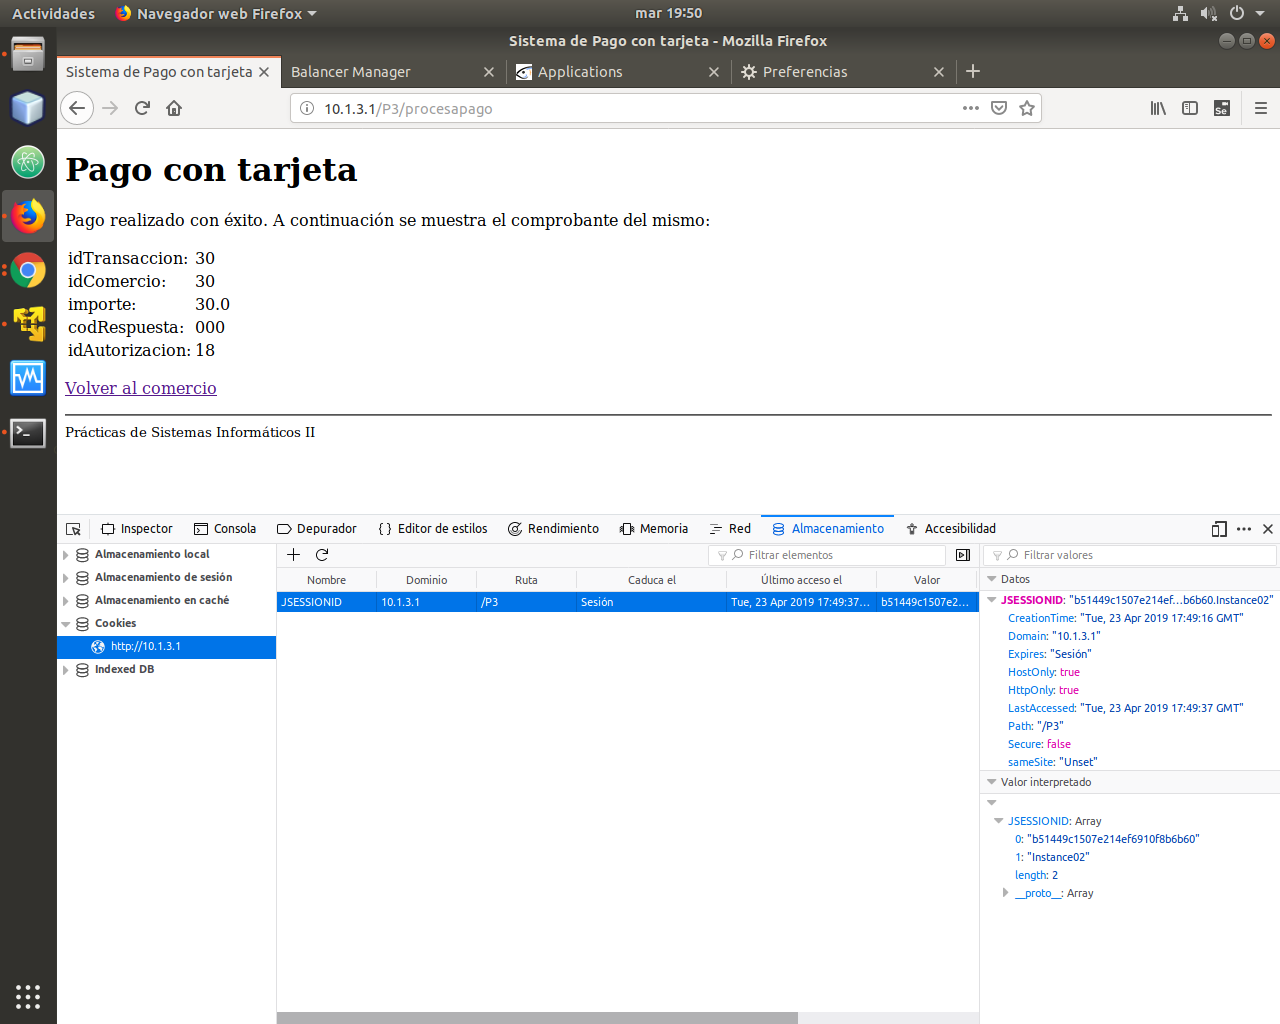 Actividades
Navegador web Firefox
mar 19:50
Sistema de Pago con tarjeta - Mozilla Firefox
Sistema de Pago con tarjeta
Balancer Manager
Applications
Preferencias
10.1.3.1/P3/procesapago
Se
Pago con tarjeta
Pago realizado con éxito. A continuación se muestra el comprobante del mismo:
idTransaccion: 30
idComercio: 30
importe: 30.0
codRespuesta: 000
idAutorizacion: 18
Volver al comercio
Prácticas de Sistemas Informáticos II
Inspector
Consola
Depurador
Editor de estilos
Rendimiento
Memoria
Red
Almacenamiento
Accesibilidad
Almacenamiento local
Almacenamiento de sesión
Almacenamiento en caché
Cookies
http://10.1.3.1
Indexed DB
Filtrar elementos
Nombre Dominio Ruta Caduca el Último acceso el Valor
JSESSIONID 10.1.3.1 /P3 Sesión Tue, 23 Apr 2019 17:49:37... b51449c1507e2...
Filtrar valores
Datos
JSESSIONID: "b51449c1507e214ef...b6b60.Instance02"
CreationTime: "Tue, 23 Apr 2019 17:49:16 GMT"
Domain: "10.1.3.1"
Expires: "Sesión"
HostOnly: true
HttpOnly: true
LastAccessed: "Tue, 23 Apr 2019 17:49:37 GMT"
Path: "/P3"
Secure: false
sameSite: "Unset"
Valor interpretado
JSESSIONID: Array
0: "b51449c1507e214ef6910f8b6b60"
1: "Instance02"
length: 2
__proto__: Array